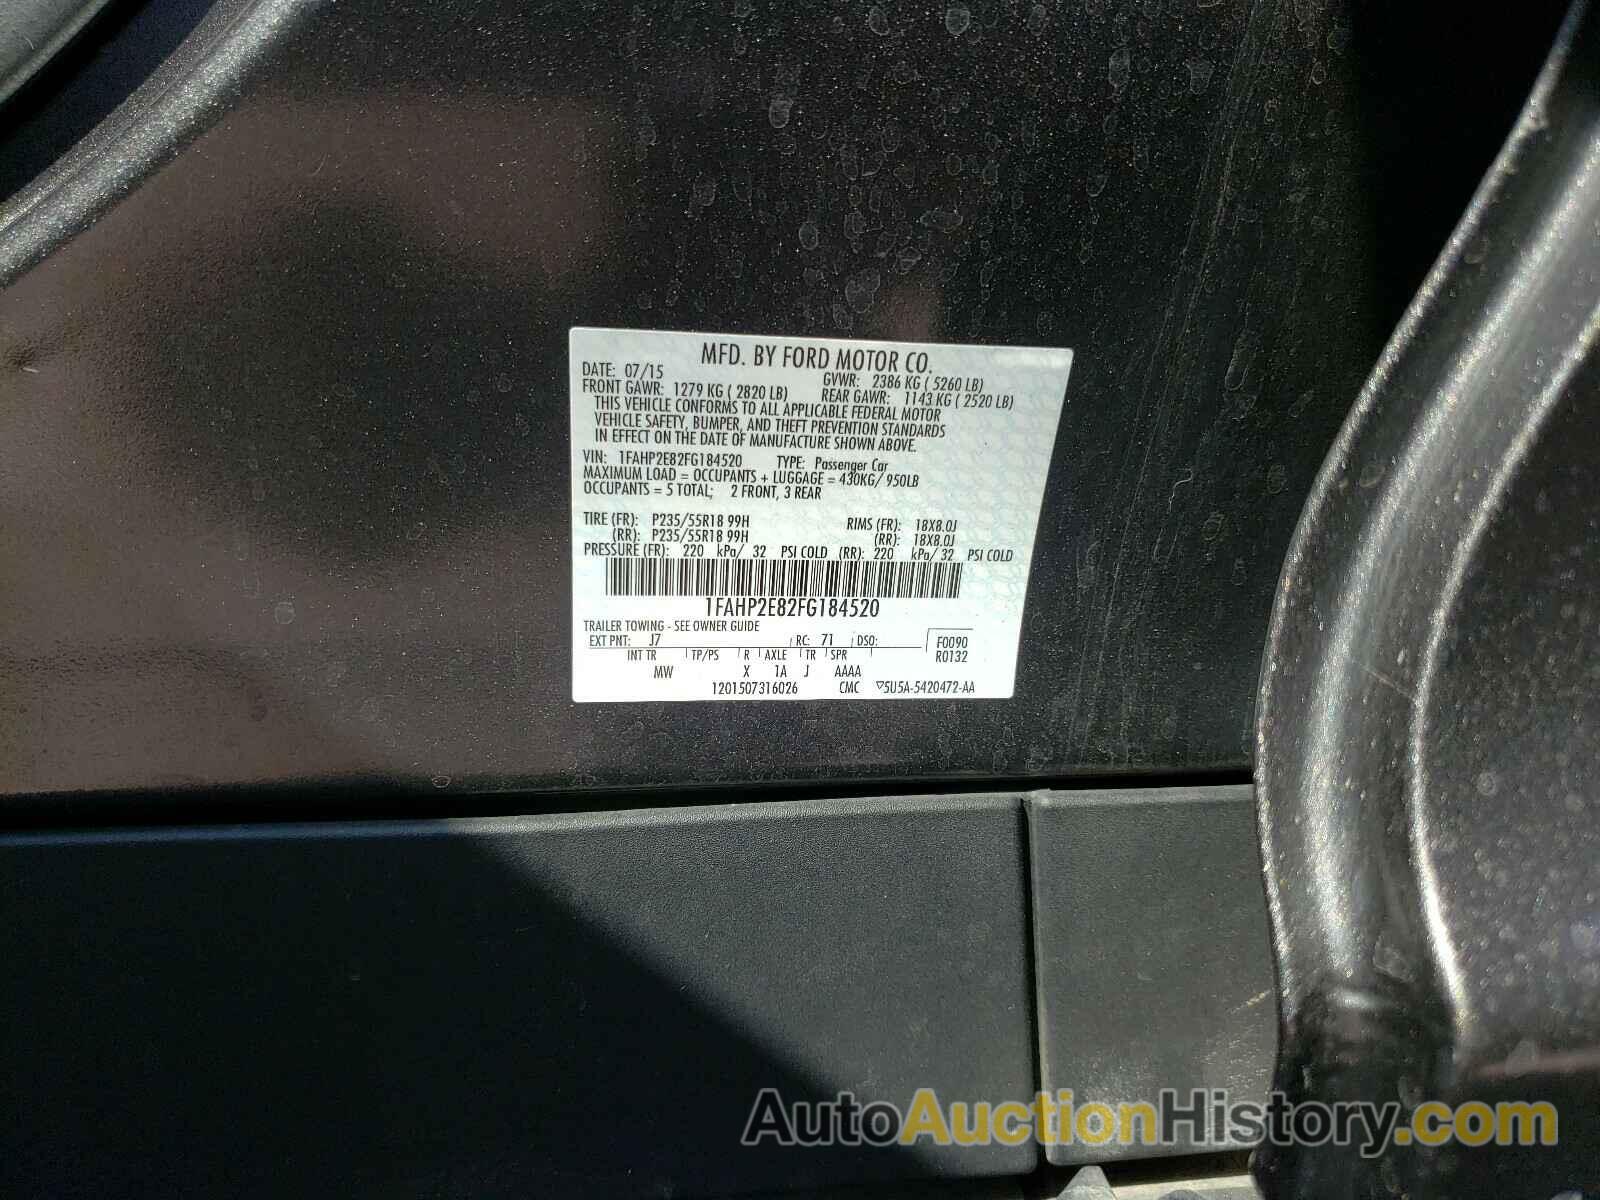 MFD. BY FORD MOTOR CO.
DATE: 07/15 GVWR: 2386 KG ( 5260 LB)
FRONT GAWR: 1279 KG ( 2820 LB) REAR GAWR: 1143 KG ( 2520 LB)
THIS VEHICLE CONFORMS TO ALL APPLICABLE FEDERAL MOTOR
VEHICLE SAFETY, BUMPER, AND THEFT PREVENTION STANDARDS
IN EFFECT ON THE DATE OF MANUFACTURE SHOWN ABOVE.
VIN: 1FAHP2E82FG184520 TYPE: Passenger Car
MAXIMUM LOAD = OCCUPANTS + LUGGAGE = 430KG/ 950LB
OCCUPANTS = 5 TOTAL; 2 FRONT, 3 REAR
TIRE (FR): P235/55R18 99H RIMS (FR): 18X8.0J
(RR): P235/55R18 99H (RR): 18X8.0J
PRESSURE (FR): 220 kPa/ 32 PSI COLD (RR): 220 kPa/ 32 PSI COLD
1FAHP2E82FG184520
TRAILER TOWING - SEE OWNER GUIDE
EXT PNT: J7 RC: 71 DSO: F0090
INT TR TP/PS R AXLE TR SPR R0132
MW X 1A J AAAA
1201507316026 CMC ▽5U5A-5420472-AA
AutoAuctionHistory.com